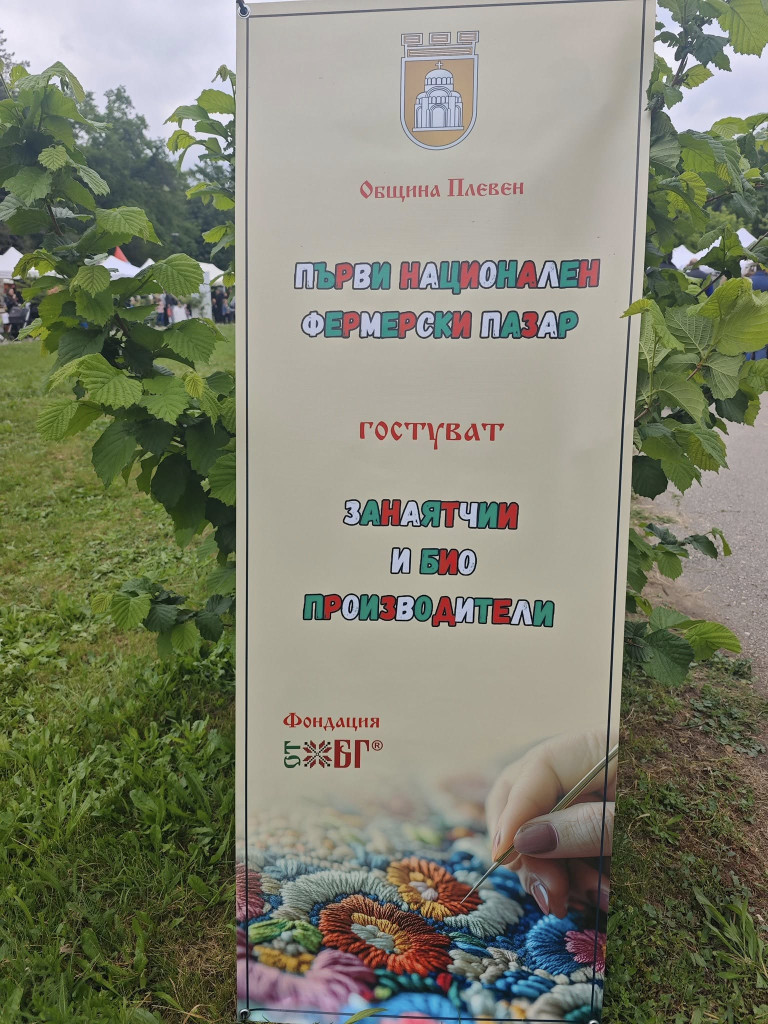 Община Плевен
ПЪРВИ НАЦИОНАЛЕН
ФЕРМЕРСКИ ПАЗАР
ГОСТУВАТ
ЗАНАЯТЧИИ
И БИО
ПРОИЗВОДИТЕЛИ
Фондация
ОТ БГ®